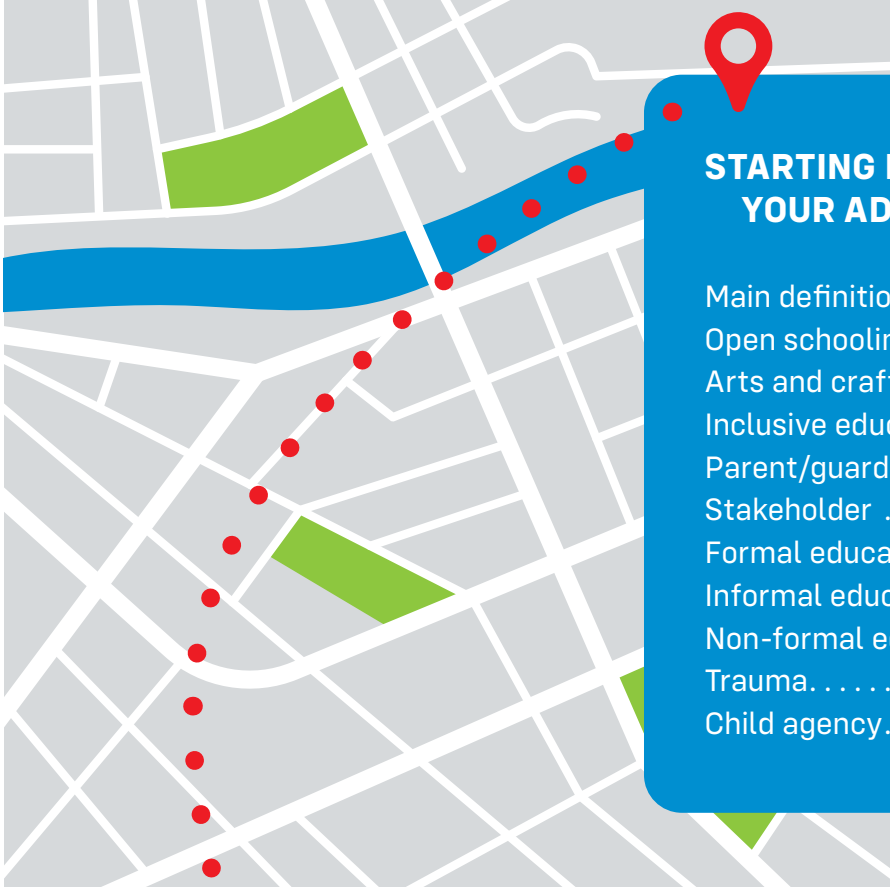 STARTING
YOUR AD
Main definitio
Open schoolin
Arts and craf
Inclusive educ
Parent/guard
Stakeholder .
Formal educa
Informal educ
Non-formal e
Trauma. . . . . .
Child agency.